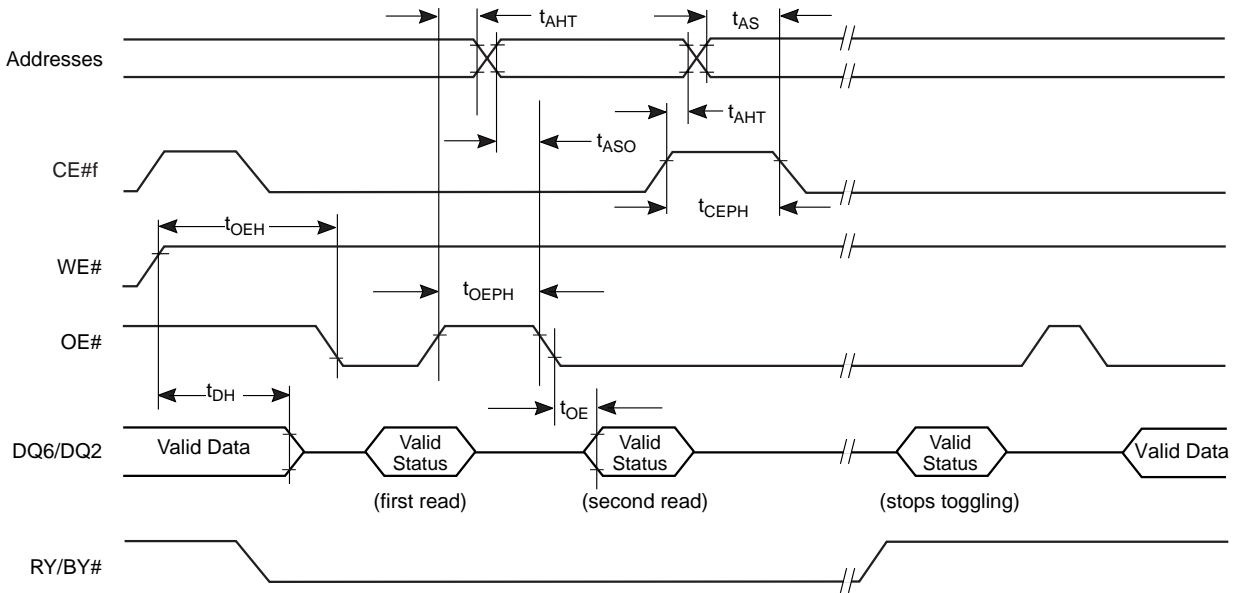 tAHT
tAS
Addresses
tAHT
tASO
CE#f
tCEPH
tOEH
WE#
tOEPH
OE#
tDH
tOE
DQ6/DQ2
Valid Data
Valid
Status
Valid
Status
Valid
Status
Valid Data
(first read)
(second read)
(stops toggling)
RY/BY#